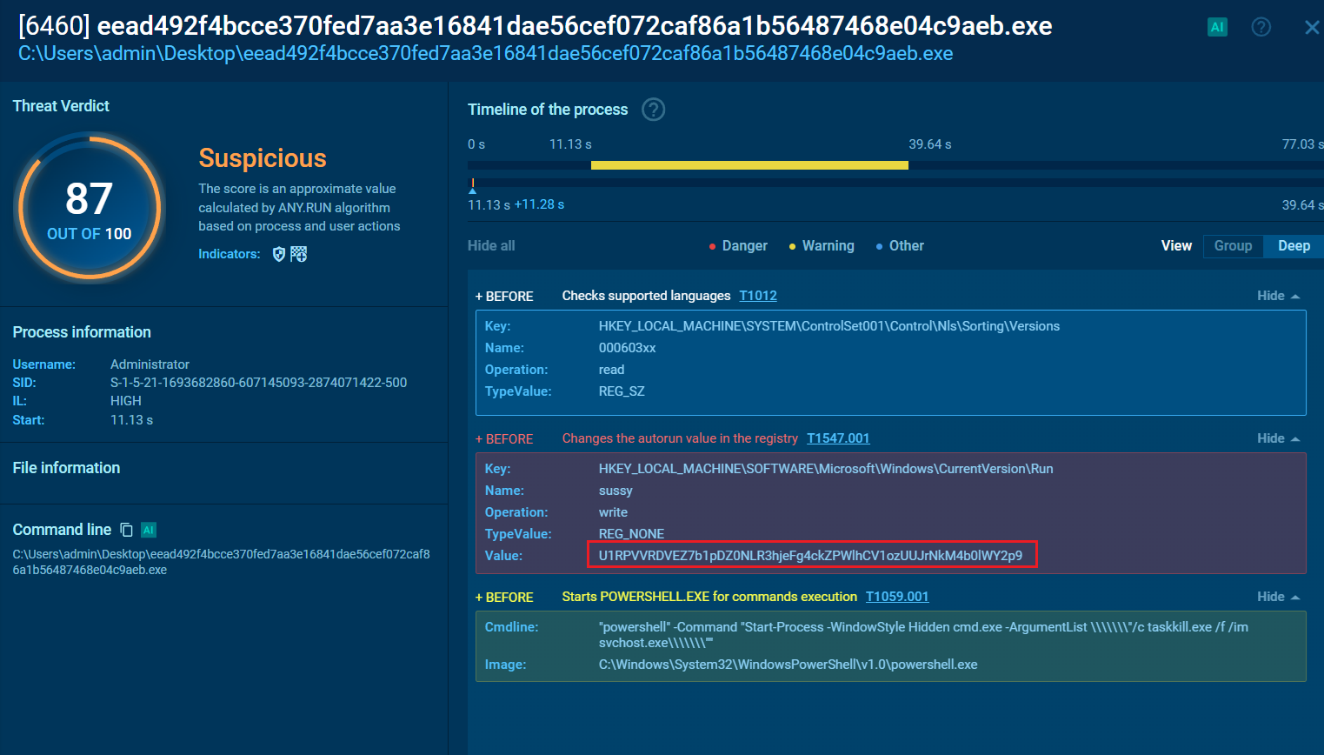 [6460] eead492f4bcce370fed7aa3e16841dae56cef072caf86a1b56487468e04c9aeb.exe
AI
?
C:\Users\admin\Desktop\eead492f4bcce370fed7aa3e16841dae56cef072caf86a1b56487468e04c9aeb.exe
Threat Verdict
87
OUT OF 100
Suspicious
The score is an approximate value
calculated by ANY.RUN algorithm
based on process and user actions
Indicators:
Process information
Username: Administrator
SID: S-1-5-21-1693682860-607145093-2874071422-500
IL: HIGH
Start: 11.13 s
File information
Command line AI
C:\Users\admin\Desktop\eead492f4bcce370fed7aa3e16841dae56cef072caf8
6a1b56487468e04c9aeb.exe
Timeline of the process ?
0 s 11.13 s 39.64 s 77.03 s
11.13 s +11.28 s 39.64 s
Hide all Danger Warning Other View Group Deep
+ BEFORE Checks supported languages T1012 Hide
Key: HKEY_LOCAL_MACHINE\SYSTEM\ControlSet001\Control\Nls\Sorting\Versions
Name: 000603xx
Operation: read
TypeValue: REG_SZ
+ BEFORE Changes the autorun value in the registry T1547.001 Hide
Key: HKEY_LOCAL_MACHINE\SOFTWARE\Microsoft\Windows\CurrentVersion\Run
Name: sussy
Operation: write
TypeValue: REG_NONE
Value: U1RPVVRDVEZ7b1pDZ0NLR3hjeFg4ckZPWlhCV1ozUUJrNkM4b0lWY2p9
+ BEFORE Starts POWERSHELL.EXE for commands execution T1059.001 Hide
Cmdline: "powershell" -Command "Start-Process -WindowStyle Hidden cmd.exe -ArgumentList \\\\\\\"/c taskkill.exe /f /im
svchost.exe\\\\\\\""
Image: C:\Windows\System32\WindowsPowerShell\v1.0\powershell.exe